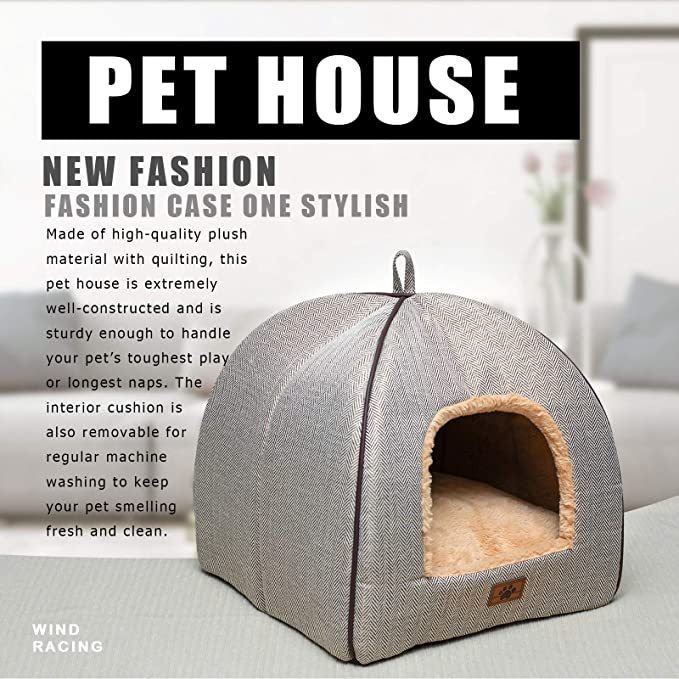 PET HOUSE
NEW FASHION
FASHION CASE ONE STYLISH
Made of high-quality plush
material with quilting, this
pet house is extremely
well-constructed and is
sturdy enough to handle
your pet’s toughest play
or longest naps. The
interior cushion is
also removable for
regular machine
washing to keep
your pet smelling
fresh and clean.
WIND
RACING